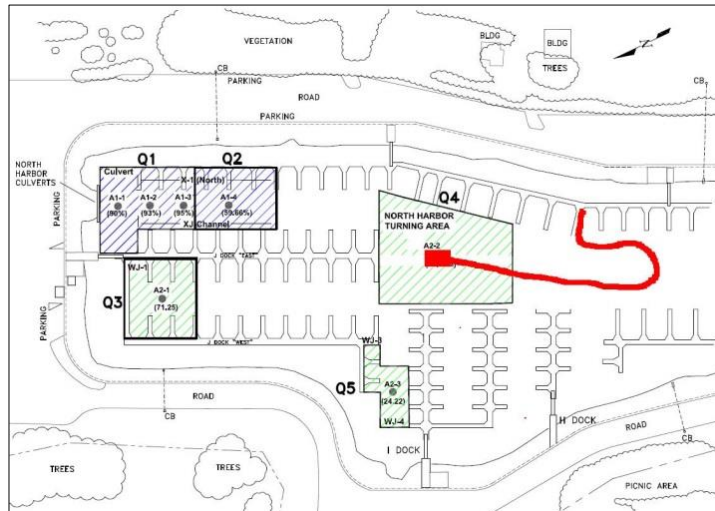 VEGETATION
BLDG
BLDG
TREES
N
CB
PARKING
CB
ROAD
PARKING
Q1
Q2
NORTH
HARBOR
CULVERTS
Culvert
X-1 (North)
A1-1
(90%)
A1-2
(93%)
A1-3
(95%)
A1-4
XJ Channel
Q4
NORTH HARBOR
TURNING AREA
A2-2
PARKING
J DOCK "EAST"
WJ-1
Q3
A2-1
(71.25)
PARKING
J DOCK "WEST"
WJ-3
Q5
A2-3
(24.22)
WJ-4
ROAD
CB
I DOCK
H DOCK
ROAD
CB
TREES
TREES
PICNIC AREA